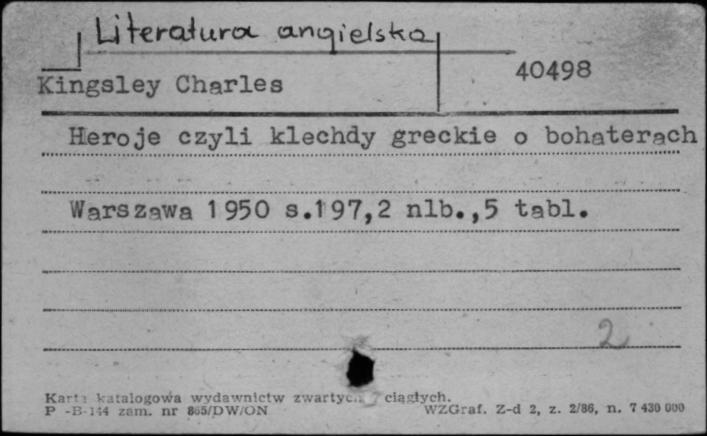 Literatura angielska
Kingsley Charles
40498
Heroje czyli klechdy greckie o bohaterach
Warszawa 1950 s.197,2 nlb.,5 tabl.
2
Karta katalogowa wydawnictw ciągłych.
P -B-144 zam. nr 865/DW/ON
WZGraf. Z-d 2, z. 2/86, n. 7 430 000